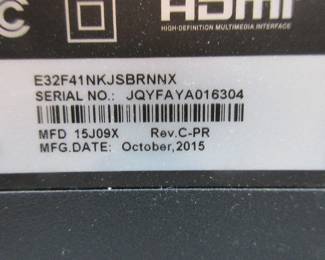 HDMI
HIGH-DEFINITION MULTIMEDIA INTERFACE
E32F41NKJSBRNNX
SERIAL NO.: JQYFAYA016304
MFD 15J09X Rev.C-PR
MFG.DATE: October,2015